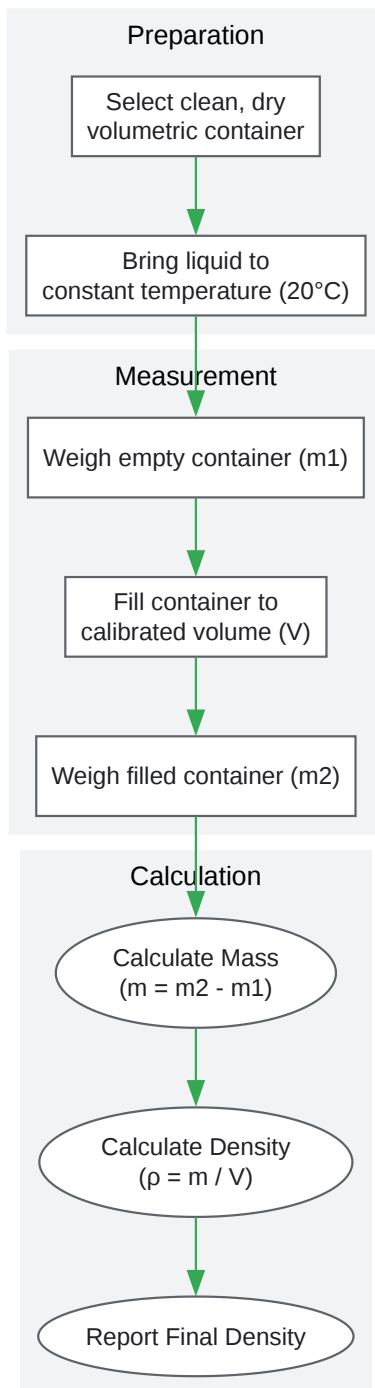 Preparation
Select clean, dry
volumetric container
Bring liquid to
constant temperature (20°C)
Measurement
Weigh empty container (m1)
Fill container to
calibrated volume (V)
Weigh filled container (m2)
Calculation
Calculate Mass
(m = m2 - m1)
Calculate Density
(ρ = m / V)
Report Final Density